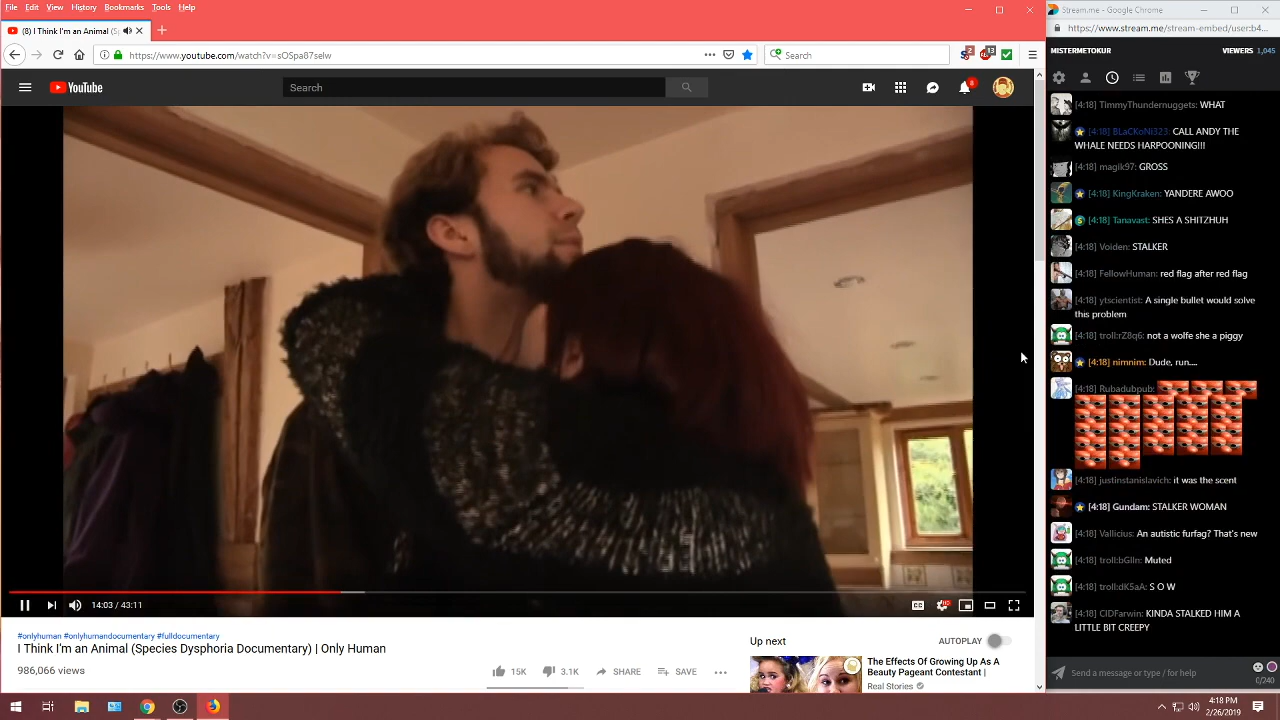 File Edit View History Bookmarks Tools Help
(8) I Think I'm an Animal (Sp
https://www.youtube.com/watch?v=sOSpa87selw
Search
2
13
YouTube
Search
8
14:03 / 43:11
HD
#onlyhuman #onlyhumandocumentary #fulldocumentary
I Think I'm an Animal (Species Dysphoria Documentary) | Only Human
986,066 views
15K
3.1K
SHARE
SAVE
Up next
AUTOPLAY
The Effects Of Growing Up As A
Beauty Pageant Contestant |
Real Stories
Stream.me - Google Chrome
https://www.stream.me/stream-embed/user:b4...
MISTERMETOKUR
VIEWERS 1,045
[4:18] TimmyThundernuggets: WHAT
[4:18] BLaCKoNi323: CALL ANDY THE
WHALE NEEDS HARPOONING!!!
[4:18] magik97: GROSS
[4:18] KingKraken: YANDERE AWOO
[4:18] Tanavast: SHES A SHITZHUH
[4:18] Voiden: STALKER
[4:18] FellowHuman: red flag after red flag
[4:18] ytscientist: A single bullet would solve
this problem
[4:18] troll:rZ8q6: not a wolfe she a piggy
[4:18] nimnim: Dude, run....
[4:18] Rubadubpub:
[4:18] justinstanislavich: it was the scent
[4:18] Gundam: STALKER WOMAN
[4:18] Vallicius: An autistic furfag? That's new
[4:18] troll:bGlln: Muted
[4:18] troll:dK5aA: S O W
[4:18] CIDFarwin: KINDA STALKED HIM A
LITTLE BIT CREEPY
Send a message or type / for help
0/240
4:18 PM
2/26/2019